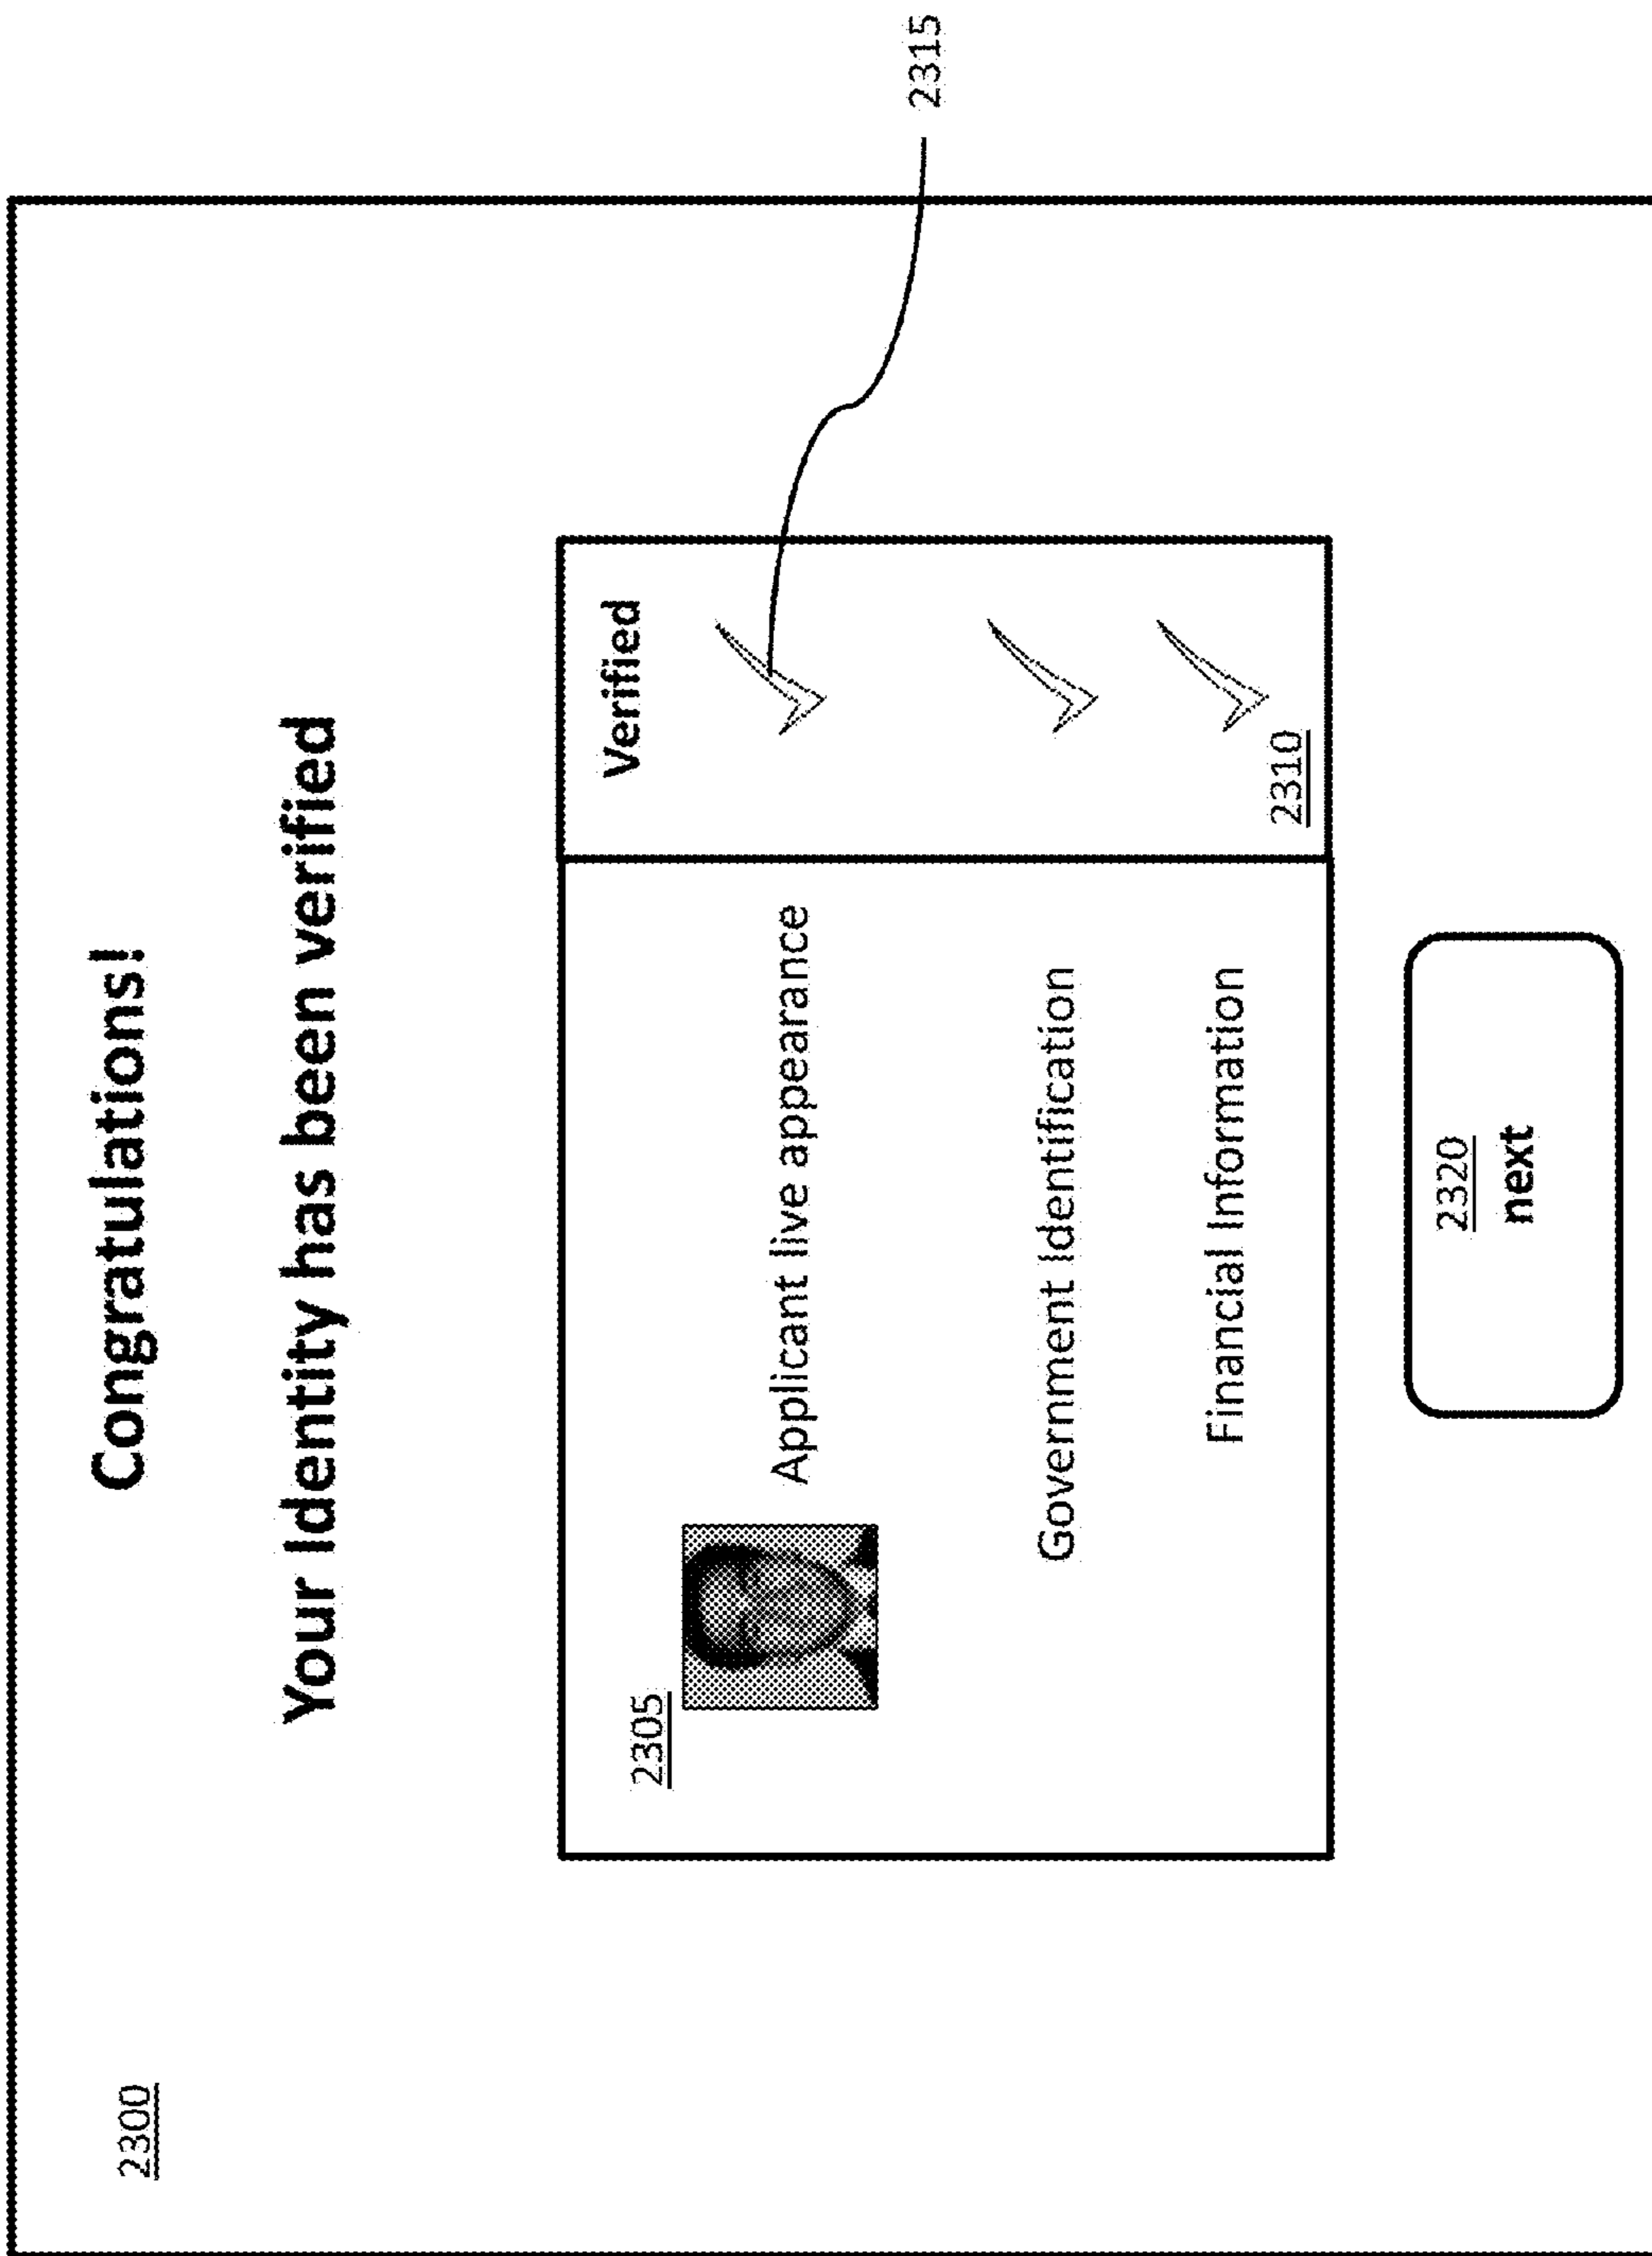 2300
Congratulations!
Your Identity has been verified
2305
Verified
Applicant live appearance
2315
Government Identification
Financial Information
2310
2320
next